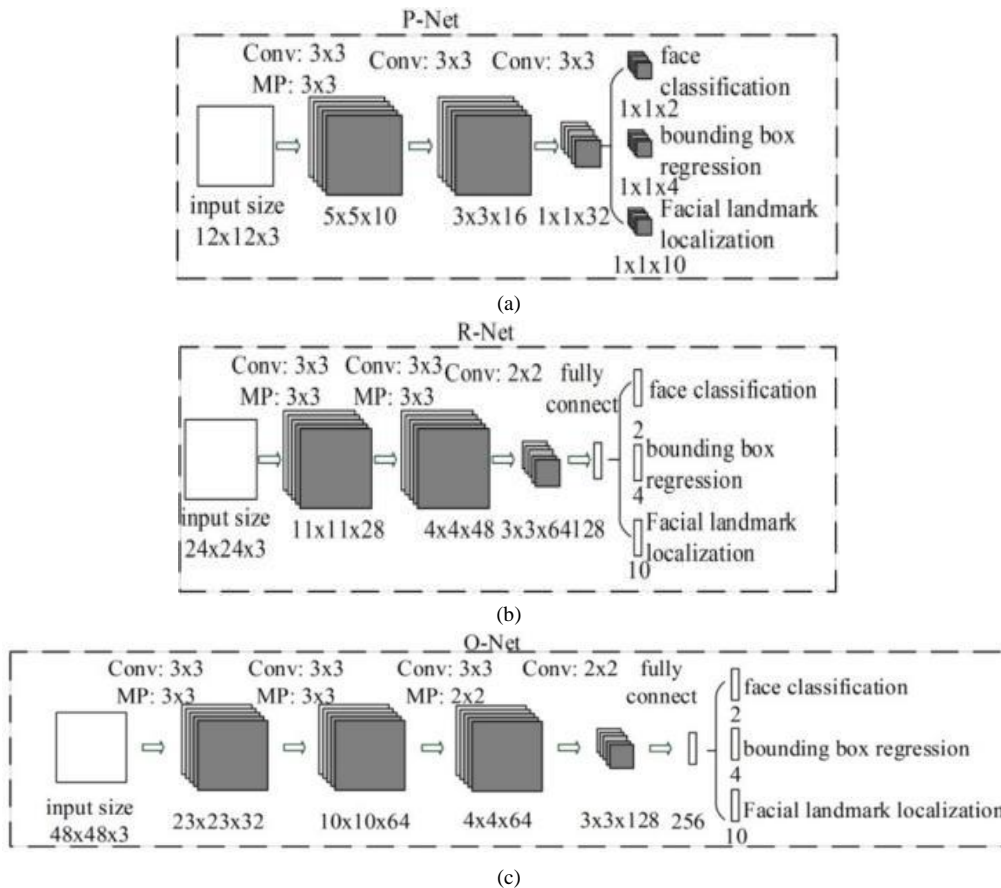 P-Net
Conv: 3x3
MP: 3x3
Conv: 3x3
Conv: 3x3
face
classification
1x1x2
bounding box
regression
1x1x4
Facial landmark
localization
1x1x10
input size
12x12x3
5x5x10
3x3x16
1x1x32
(a)
R-Net
Conv: 3x3
MP: 3x3
Conv: 3x3
MP: 3x3
Conv: 2x2
fully
connect
face classification
2
bounding box
regression
4
Facial landmark
localization
10
input size
24x24x3
11x11x28
4x4x48
3x3x64
128
(b)
O-Net
Conv: 3x3
MP: 3x3
Conv: 3x3
MP: 3x3
Conv: 3x3
MP: 2x2
Conv: 2x2
fully
connect
face classification
2
bounding box regression
4
Facial landmark localization
10
input size
48x48x3
23x23x32
10x10x64
4x4x64
3x3x128
256
(c)